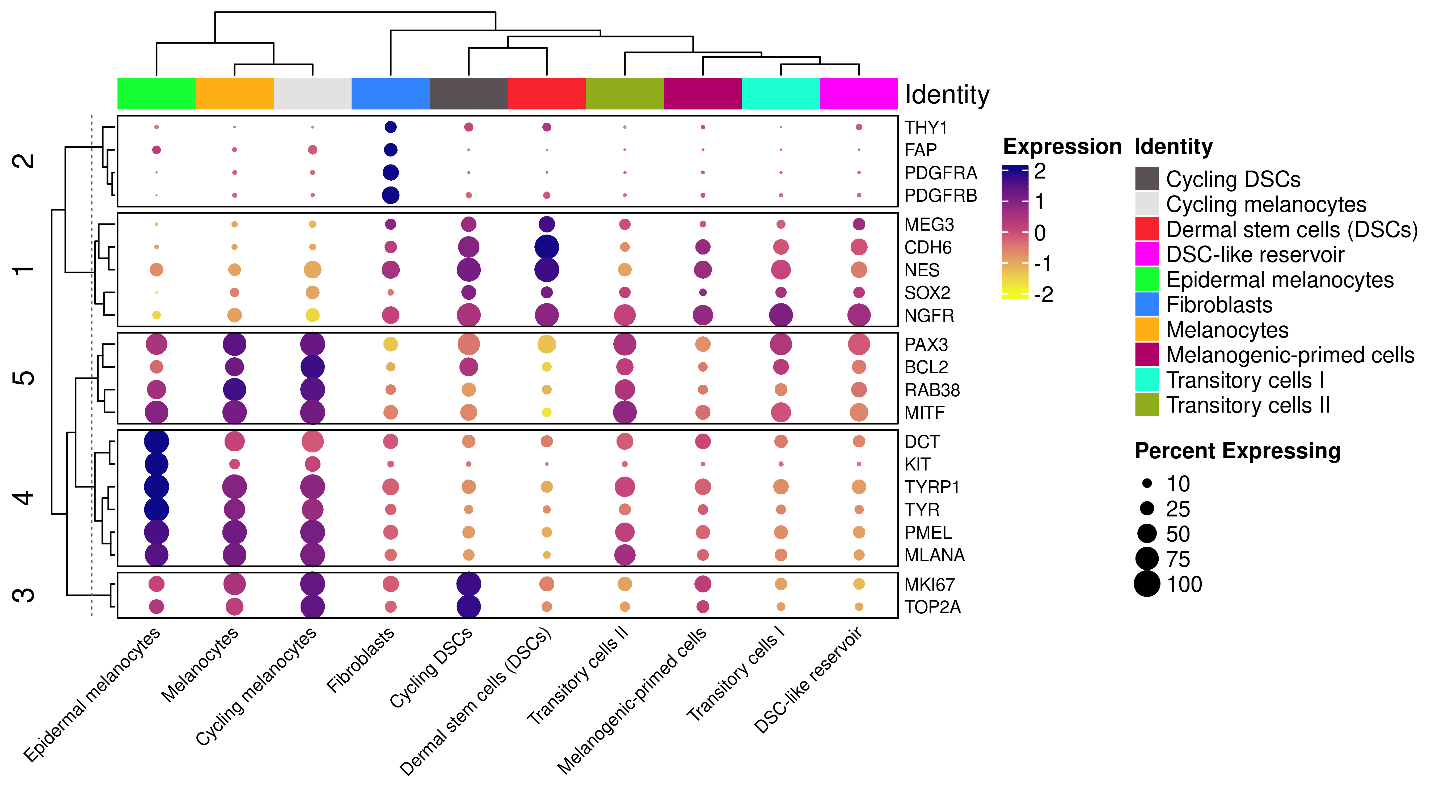 Identity
2
THY1
FAP
PDGFRA
PDGFRB
1
MEG3
CDH6
NES
SOX2
NGFR
5
PAX3
BCL2
RAB38
MITF
4
DCT
KIT
TYRP1
TYR
PMEL
MLANA
3
MKI67
TOP2A
Epidermal melanocytes
Melanocytes
Cycling melanocytes
Fibroblasts
Cycling DSCs
Dermal stem cells (DSCs)
Transitory cells II
Melanogenic-primed cells
Transitory cells I
DSC-like reservoir
Expression
2
1
0
-1
-2
Identity
Cycling DSCs
Cycling melanocytes
Dermal stem cells (DSCs)
DSC-like reservoir
Epidermal melanocytes
Fibroblasts
Melanocytes
Melanogenic-primed cells
Transitory cells I
Transitory cells II
Percent Expressing
10
25
50
75
100